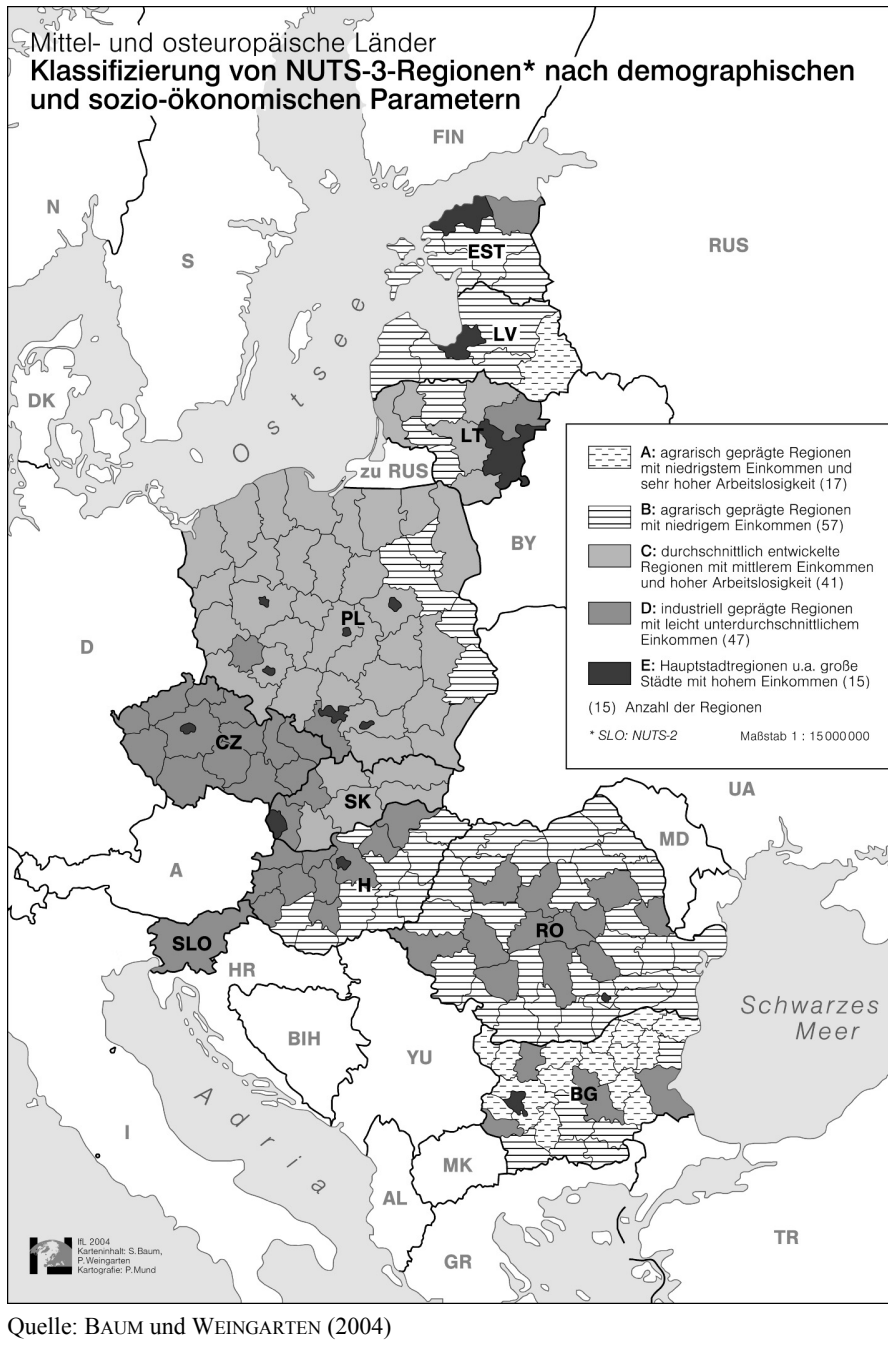 Mittel- und osteuropäische Länder
Klassifizierung von NUTS-3-Regionen* nach demographischen
und sozio-ökonomischen Parametern
FIN
N
S
EST
RUS
Ostsee
LV
DK
LT
zu RUS
A: agrarisch geprägte Regionen
mit niedrigstem Einkommen und
sehr hoher Arbeitslosigkeit (17)
B: agrarisch geprägte Regionen
mit niedrigem Einkommen (57)
C: durchschnittlich entwickelte
Regionen mit mittlerem Einkommen
und hoher Arbeitslosigkeit (41)
D: industriell geprägte Regionen
mit leicht unterdurchschnittlichem
Einkommen (47)
E: Hauptstadtregionen u.a. große
Städte mit hohem Einkommen (15)
(15) Anzahl der Regionen
* SLO: NUTS-2 Maßstab 1 : 15 000 000
BY
PL
D
CZ
SK
UA
MD
A
H
RO
SLO
HR
Schwarzes
Meer
BIH
YU
BG
Adria
I
MK
AL
TR
GR
IfL 2004
Karteninhalt: S.Baum,
P.Weingarten
Kartografie: P.Mund
Quelle: BAUM und WEINGARTEN (2004)